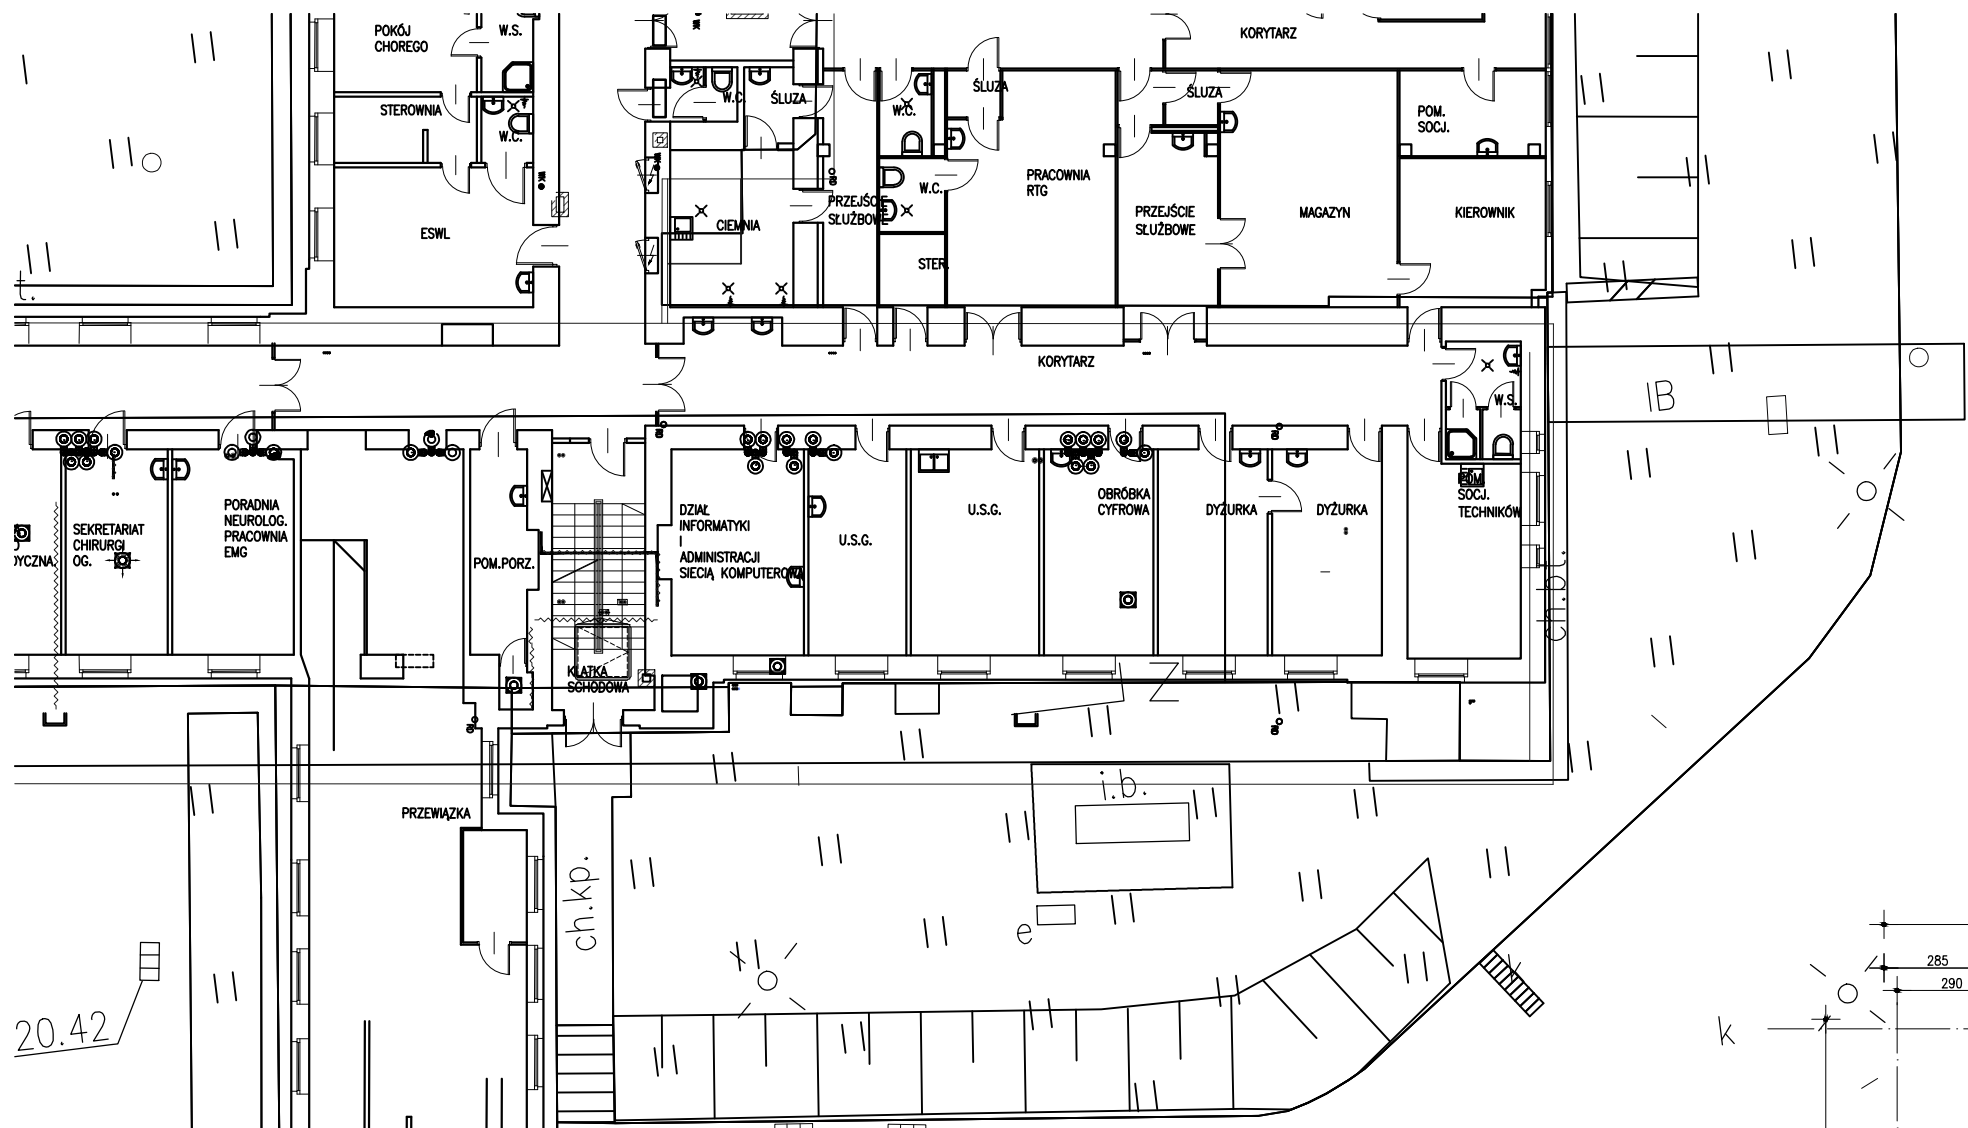 POKÓJ
CHOREGO
W.S.
STEROWNIA
W.C.
ESWL
W.C.
ŚLUZA
W.C.
ŚLUZA
KORYTARZ
ŚLUZA
POM.
SOCJ.
CIEMNIA
PRZEJŚCIE
SŁUŻBOWE
W.C.
STER.
PRACOWNIA
RTG
PRZEJŚCIE
SŁUŻBOWE
MAGAZYN
KIEROWNIK
t.
KORYTARZ
W.S.
IB
DYCZNA
SEKRETARIAT
CHIRURGI
OG.
PORADNIA
NEUROLOG.
PRACOWNIA
EMG
POM.PORZ.
KLATKA
SCHODOWA
DZIAŁ
INFORMATYKI
I
ADMINISTRACJI
SIECIĄ KOMPUTEROWĄ
U.S.G.
U.S.G.
OBRÓBKA
CYFROWA
DYŻURKA
DYŻURKA
POM.
SOCJ.
TECHNIKÓW
PRZEWIĄZKA
i.b.
ch.kp.
e
20.42
k
285
290